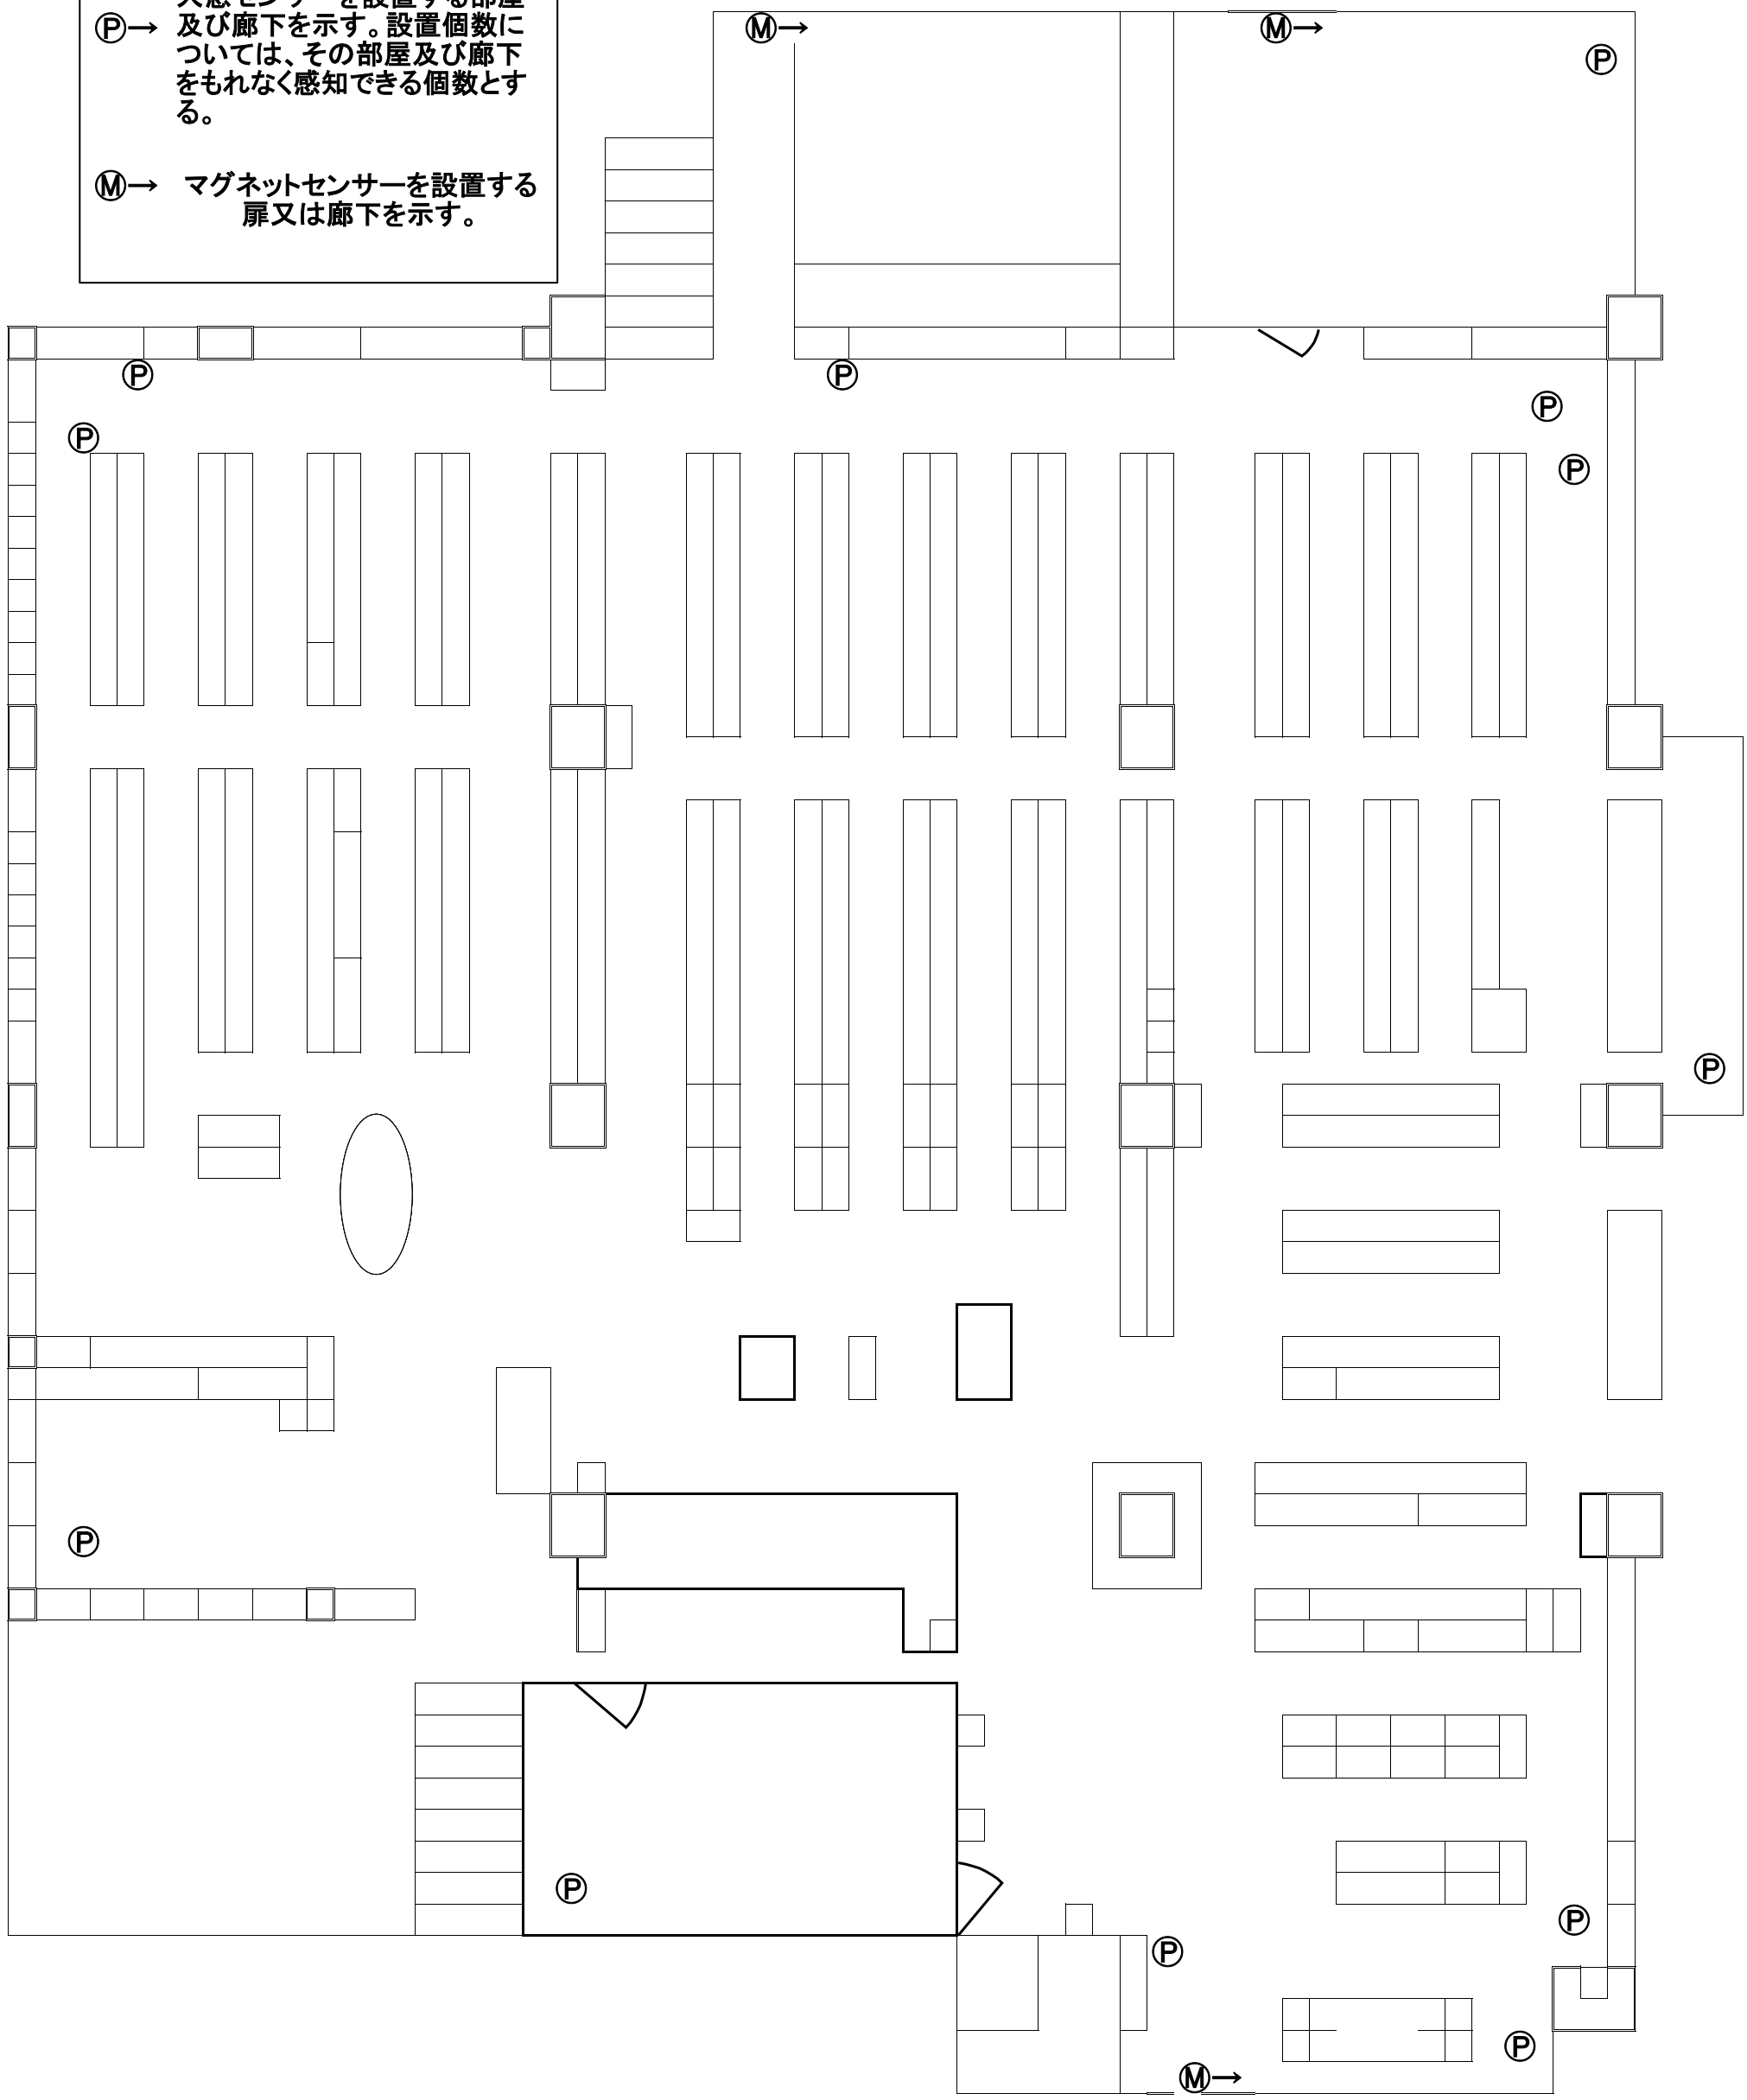 Ⓟ→ 及び廊下を示す。設置個数に
ついては、その部屋及び廊下
をもれなく感知できる個数とす
る。
Ⓜ→ マグネットセンサーを設置する
扉又は廊下を示す。
Ⓜ→
Ⓜ→
Ⓟ
Ⓟ
Ⓟ
Ⓟ
Ⓟ
Ⓟ
Ⓟ
Ⓟ
Ⓟ
Ⓟ
Ⓟ
Ⓟ
Ⓜ→